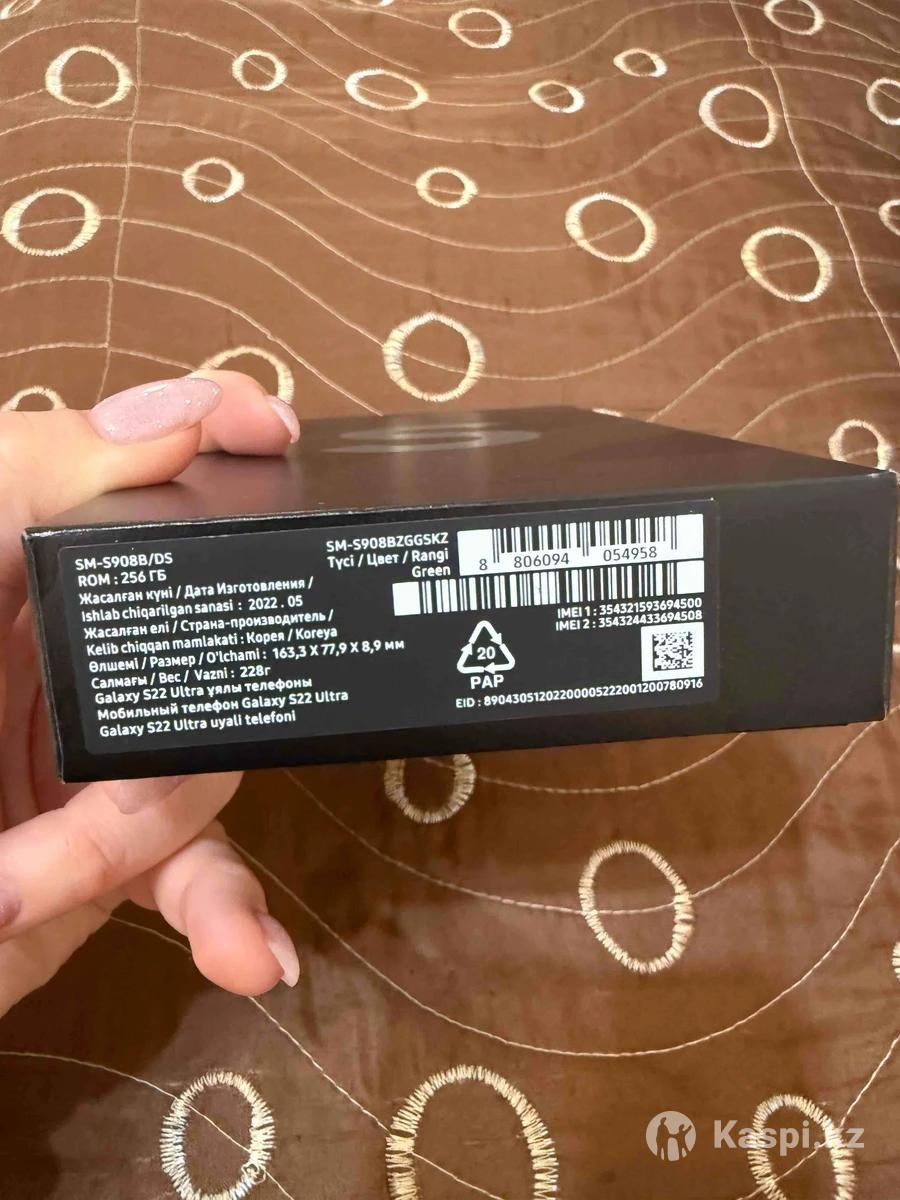 SM-S908B/DS
ROM : 256 ГБ
Жасалған күні / Дата Изготовления /
Ishlab chiqarilgan sanasi : 2022 . 05
Жасалған елі / Страна-производитель /
Kelib chiqqan mamlakati : Корея / Koreya
Өлшемі / Размер / O'lchami : 163,3 X 77,9 X 8,9 мм
Салмағы / Вес / Vazni : 228г
Galaxy S22 Ultra ұялы телефоны
Мобильный телефон Galaxy S22 Ultra
Galaxy S22 Ultra uyali telefoni
SM-S908BZGGSKZ
Түсі / Цвет / Rangi
Green
8 806094 054958
IMEI 1 : 354321593694500
IMEI 2 : 354324433694508
20
PAP
EID : 89043051202200005222001200780916
Kaspi.kz